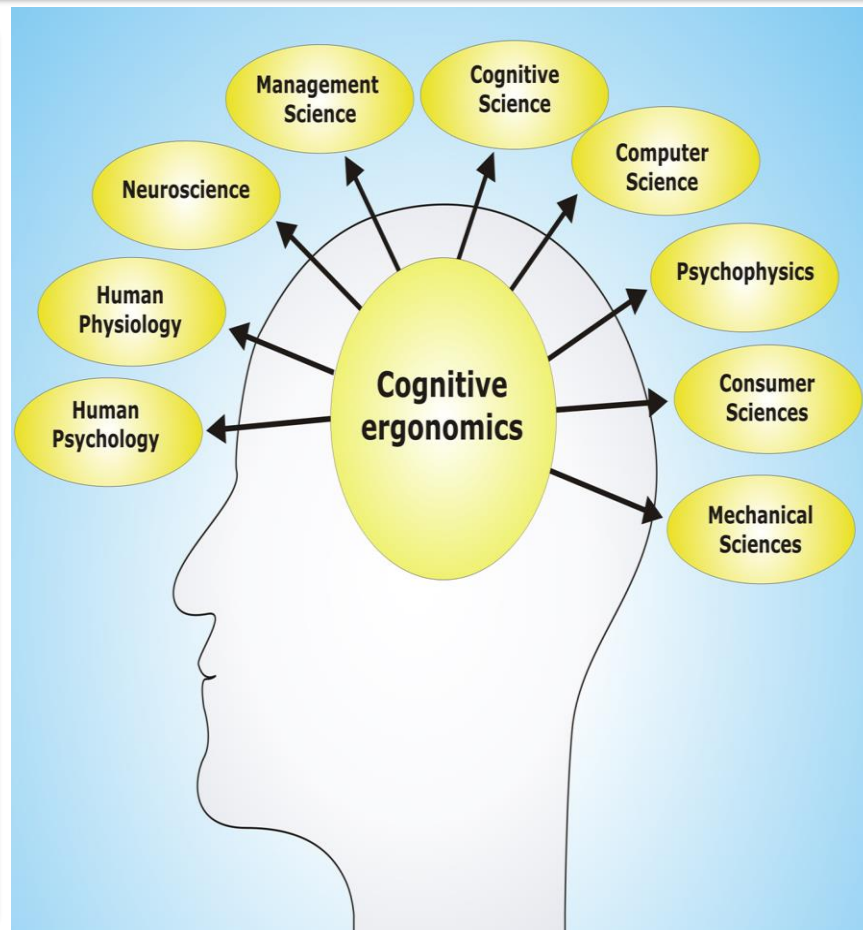 Management
Science
Cognitive
Science
Computer
Science
Neuroscience
Psychophysics
Human
Physiology
Consumer
Sciences
Human
Psychology
Cognitive
ergonomics
Mechanical
Sciences